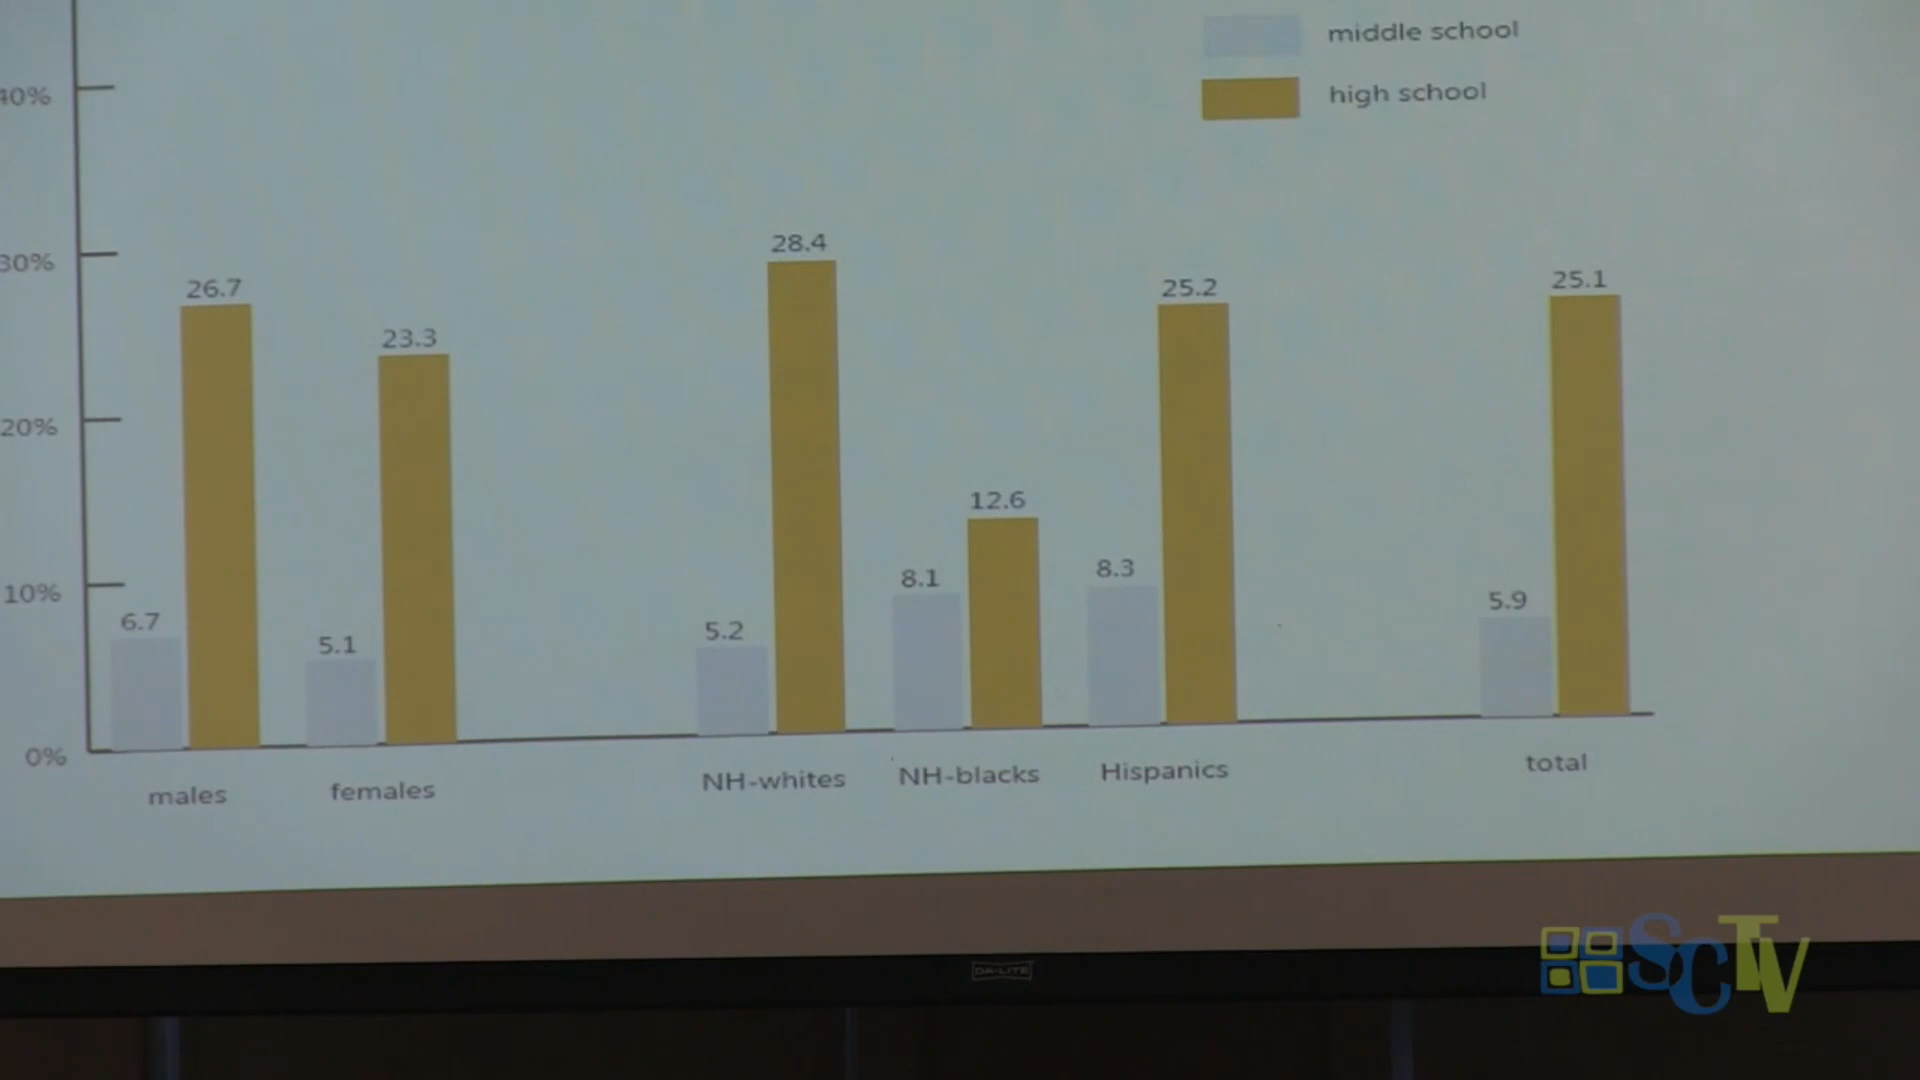 middle school
high school
40%
30%
20%
10%
0%
26.7
23.3
28.4
12.6
25.2
25.1
6.7
5.1
5.2
8.1
8.3
5.9
males
females
NH-whites
NH-blacks
Hispanics
total
DA-LITE
SCTV